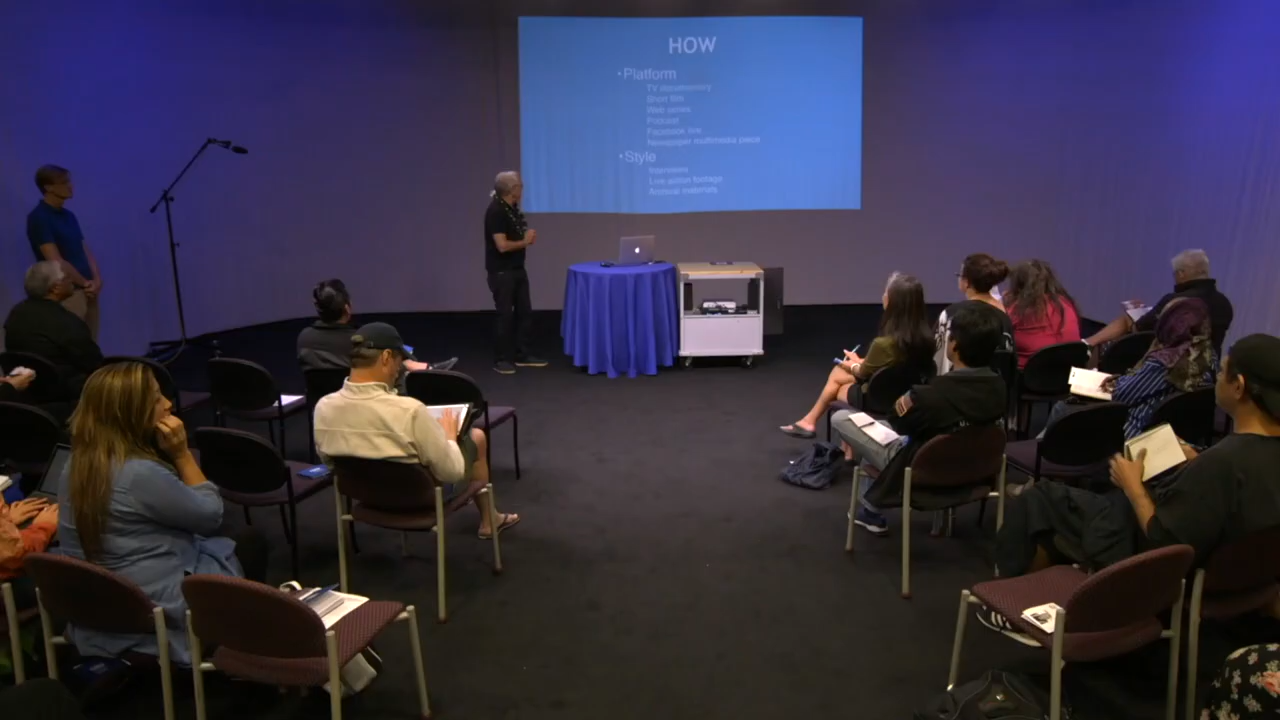 HOW
•Platform
TV documentary
Short film
Web series
Podcast
Facebook live
Newspaper multimedia piece
•Style
Interviews
Live action footage
Archival materials